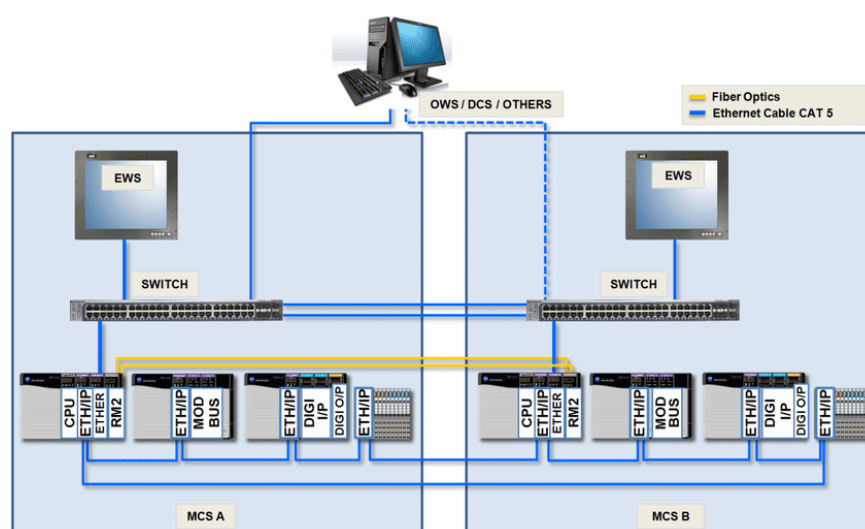 OWS / DCS / OTHERS
Fiber Optics
Ethernet Cable CAT 5
EWS
EWS
SWITCH
SWITCH
CPU
ETH/IP
ETHER
RM2
ETH/IP
MOD
BUS
ETH/IP
DIGI
I/P
DIGI O/P
ETH/IP
CPU
ETH/IP
ETHER
RM2
ETH/IP
MOD
BUS
ETH/IP
DIGI
I/P
DIGI O/P
ETH/IP
MCS A
MCS B